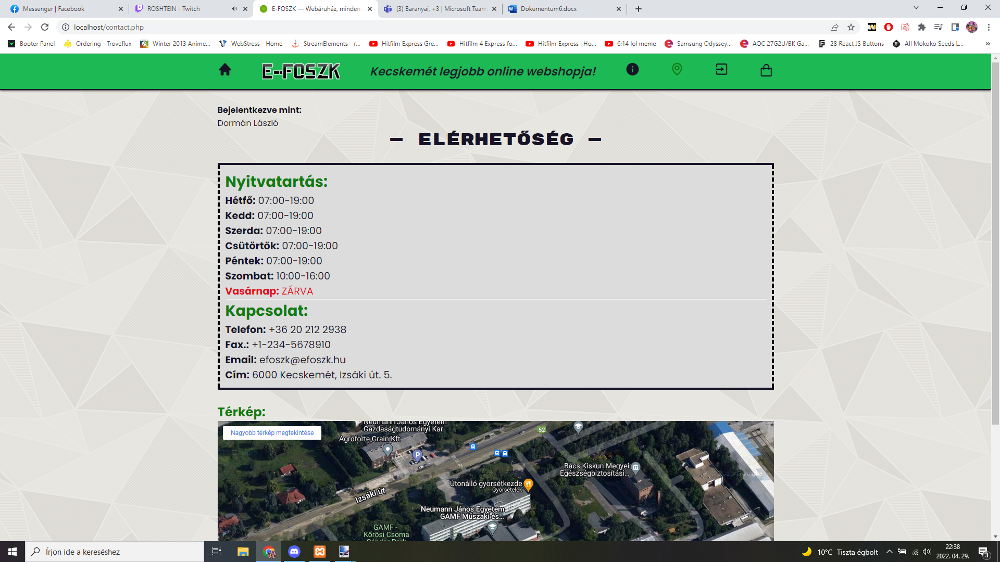 Messenger | Facebook
ROSHTEIN - Twitch
E-FOSZK — Webáruház, minden
(3) Baranyai, +3 | Microsoft Team
Dokumentum6.docx
localhost/contact.php
Booter Panel
Ordering - Troveflux
Winter 2013 Anime...
WebStress - Home
StreamElements - r...
Hitfilm Express Gre...
Hitfilm 4 Express fo...
Hitfilm Express : Ho...
6:14 lol meme
Samsung Odyssey...
AOC 27G2U/BK Ga...
28 React JS Buttons
All Mokoko Seeds L...
»
E-FOSZK
Kecskemét legjobb online webshopja!
Bejelentkezve mint:
Dormán László
— ELÉRHETŐSÉG —
Nyitvatartás:
Hétfő: 07:00-19:00
Kedd: 07:00-19:00
Szerda: 07:00-19:00
Csütörtök: 07:00-19:00
Péntek: 07:00-19:00
Szombat: 10:00-16:00
Vasárnap: ZÁRVA
Kapcsolat:
Telefon: +36 20 212 2938
Fax.: +1-234-5678910
Email: efoszk@efoszk.hu
Cím: 6000 Kecskemét, Izsáki út. 5.
Térkép:
Nagyobb térkép megtekintése
Neumann János Egyetem
Gazdaságtudományi Kar
Agroforte Grain Kft
P
52
Bács-Kiskun Megyei
Egészségbiztosítási...
Útonálló gyorsétkezde
Gyorsételek
Izsáki út
Neumann János Egyetem
GAMF Műszaki és...
GAMF -
Kőrösi Csoma
Sándor Park
Írjon ide a kereséshez
10°C Tiszta égbolt
22:38
2022. 04. 29.
3